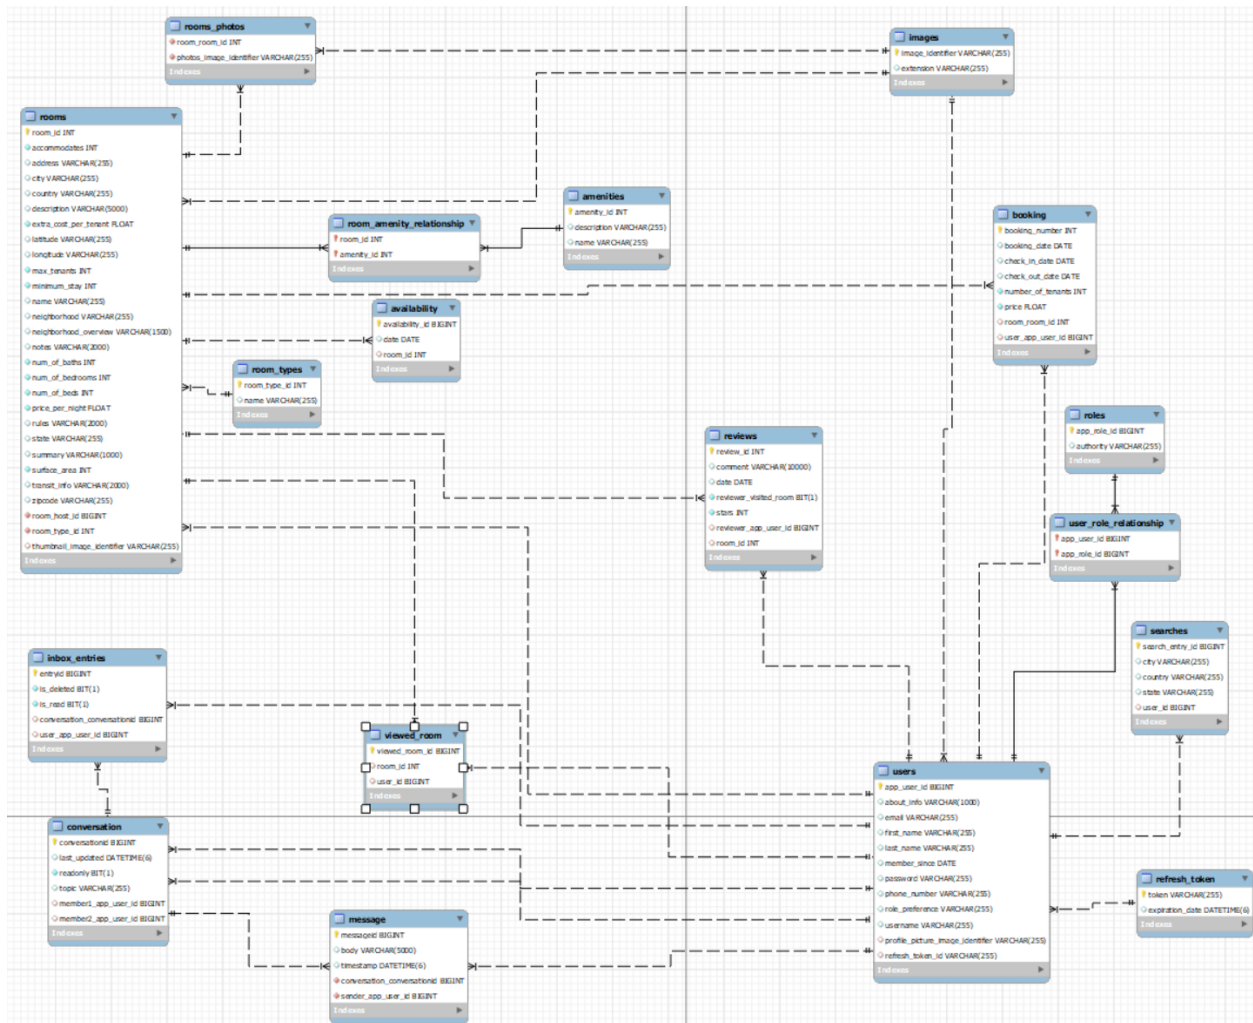 rooms_photos
room_room_id INT
photos_image_identifier VARCHAR(255)
Indexes
images
image_identifier VARCHAR(255)
extension VARCHAR(255)
Indexes
rooms
room_id INT
accommodates INT
address VARCHAR(255)
city VARCHAR(255)
country VARCHAR(255)
description VARCHAR(5000)
extra_cost_per_tenant FLOAT
latitude VARCHAR(255)
longitude VARCHAR(255)
max_tenants INT
minimum_stay INT
name VARCHAR(255)
neighborhood VARCHAR(255)
neighborhood_overview VARCHAR(1500)
notes VARCHAR(2000)
num_of_baths INT
num_of_bedrooms INT
num_of_beds INT
price_per_night FLOAT
rules VARCHAR(2000)
state VARCHAR(255)
summary VARCHAR(1000)
surface_area INT
transit_info VARCHAR(2000)
zipcode VARCHAR(255)
room_host_id BIGINT
room_type_id INT
thumbnail_image_identifier VARCHAR(255)
Indexes
room_amenity_relationship
room_id INT
amenity_id INT
Indexes
amenities
amenity_id INT
description VARCHAR(255)
name VARCHAR(255)
Indexes
booking
booking_number INT
booking_date DATE
check_in_date DATE
check_out_date DATE
number_of_tenants INT
price FLOAT
room_room_id INT
user_app_user_id BIGINT
Indexes
availability
availability_id BIGINT
date DATE
room_id INT
Indexes
room_types
room_type_id INT
name VARCHAR(255)
Indexes
roles
app_role_id BIGINT
authority VARCHAR(255)
Indexes
reviews
review_id INT
comment VARCHAR(10000)
date DATE
reviewer_visited_room BIT(1)
stars INT
reviewer_app_user_id BIGINT
room_id INT
Indexes
user_role_relationship
app_user_id BIGINT
app_role_id BIGINT
Indexes
searches
search_entry_id BIGINT
city VARCHAR(255)
country VARCHAR(255)
state VARCHAR(255)
user_id BIGINT
Indexes
inbox_entries
entryid BIGINT
is_deleted BIT(1)
is_read BIT(1)
conversation_conversationid BIGINT
user_app_user_id BIGINT
Indexes
viewed_room
viewed_room_id BIGINT
room_id INT
user_id BIGINT
Indexes
users
app_user_id BIGINT
about_info VARCHAR(1000)
email VARCHAR(255)
first_name VARCHAR(255)
last_name VARCHAR(255)
member_since DATE
password VARCHAR(255)
phone_number VARCHAR(255)
role_preference VARCHAR(255)
username VARCHAR(255)
profile_picture_image_identifier VARCHAR(255)
refresh_token_id VARCHAR(255)
Indexes
conversation
conversationid BIGINT
last_updated DATETIME(6)
readonly BIT(1)
topic VARCHAR(255)
member1_app_user_id BIGINT
member2_app_user_id BIGINT
Indexes
refresh_token
token VARCHAR(255)
expiration_date DATETIME(6)
Indexes
message
messageid BIGINT
body VARCHAR(5000)
timestamp DATETIME(6)
conversation_conversationid BIGINT
sender_app_user_id BIGINT
Indexes